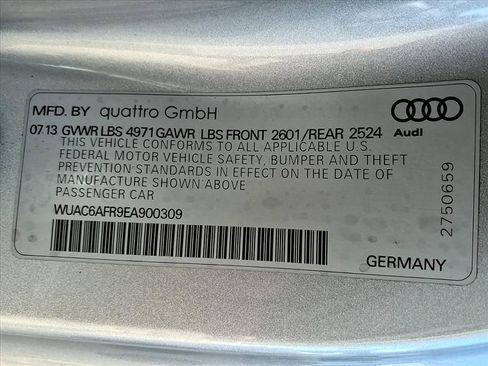 MFD. BY quattro GmbH
07.13 GVWR LBS 4971 GAWR LBS FRONT 2601/REAR 2524
Audi
THIS VEHICLE CONFORMS TO ALL APPLICABLE U.S.
FEDERAL MOTOR VEHICLE SAFETY, BUMPER AND THEFT
PREVENTION STANDARDS IN EFFECT ON THE DATE OF
MANUFACTURE SHOWN ABOVE
PASSENGER CAR
WUAC6AFR9EA900309
GERMANY
2750659